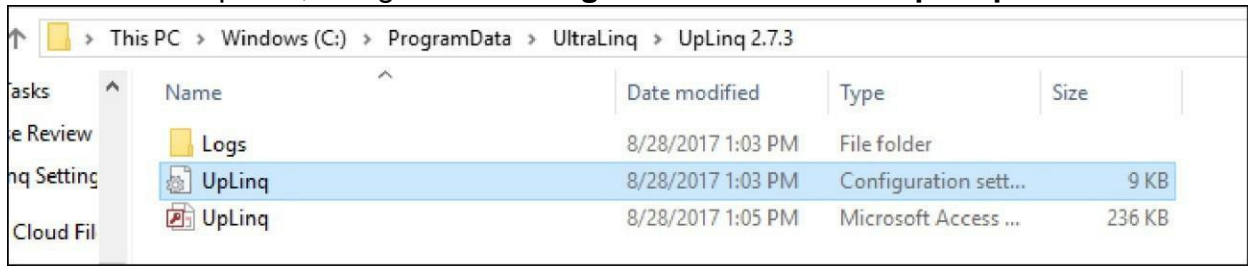 This PC > Windows (C:) > ProgramData > UltraLinq > UpLinq 2.7.3
asks Name Date modified Type Size
e Review Logs 8/28/2017 1:03 PM File folder
nq Setting UpLinq 8/28/2017 1:03 PM Configuration sett... 9 KB
Cloud Fil UpLinq 8/28/2017 1:05 PM Microsoft Access ... 236 KB